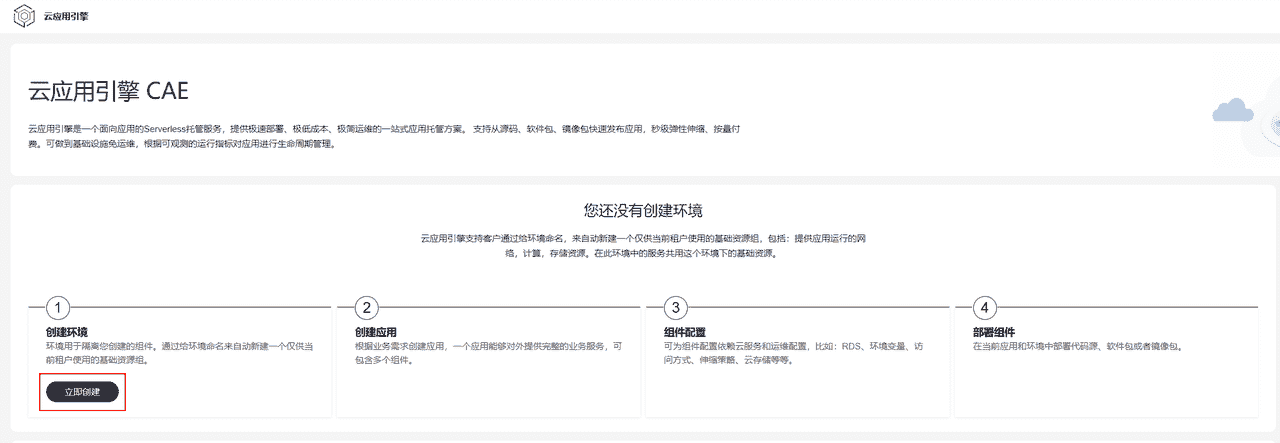 云应用引擎
云应用引擎 CAE
云应用引擎是一个面向应用的Serverless托管服务，提供极速部署、极低成本、极简运维的一站式应用托管方案。 支持从源码、软件包、镜像包快速发布应用，秒级弹性伸缩、按量付
费。可做到基础设施免运维，根据可观测的运行指标对应用进行生命周期管理。
您还没有创建环境
云应用引擎支持客户通过给环境命名，来自动新建一个仅供当前租户使用的基础资源组，包括：提供应用运行的网
络，计算，存储资源。在此环境中的服务共用这个环境下的基础资源。
1
创建环境
环境用于隔离您创建的组件。通过给环境命名来自动新建一个仅供当
前租户使用的基础资源组。
立即创建
2
创建应用
根据业务需求创建应用，一个应用能够对外提供完整的业务服务，可
包含多个组件。
3
组件配置
可为组件配置依赖云服务和运维配置，比如：RDS、环境变量、访
问方式、伸缩策略、云存储等等。
4
部署组件
在当前应用和环境中部署代码源、软件包或者镜像包。